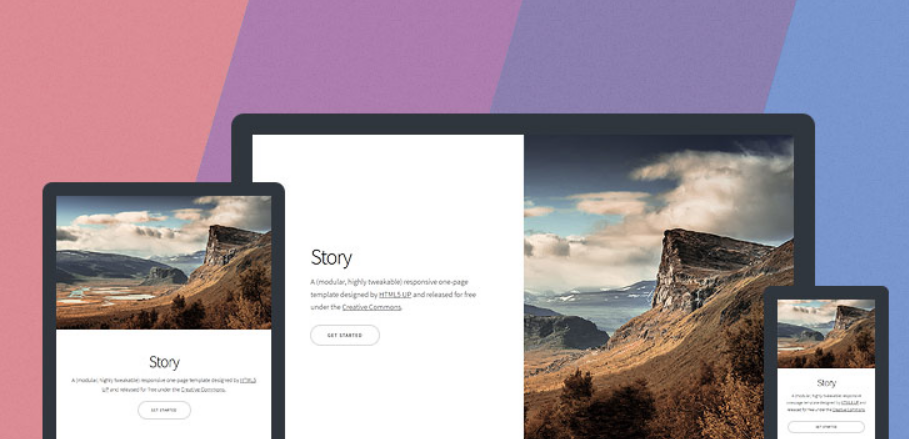 Story
A (modular, highly tweakable) responsive one-page
template designed by HTML5 UP and released for free
under the Creative Commons.
GET STARTED
Story
A (modular, highly tweakable) responsive one-page template designed by HTML5
UP and released for free under the Creative Commons.
GET STARTED
Story
A (modular, highly tweakable) responsive
one-page template designed by HTML5 UP and
released for free under the Creative Commons.
GET STARTED